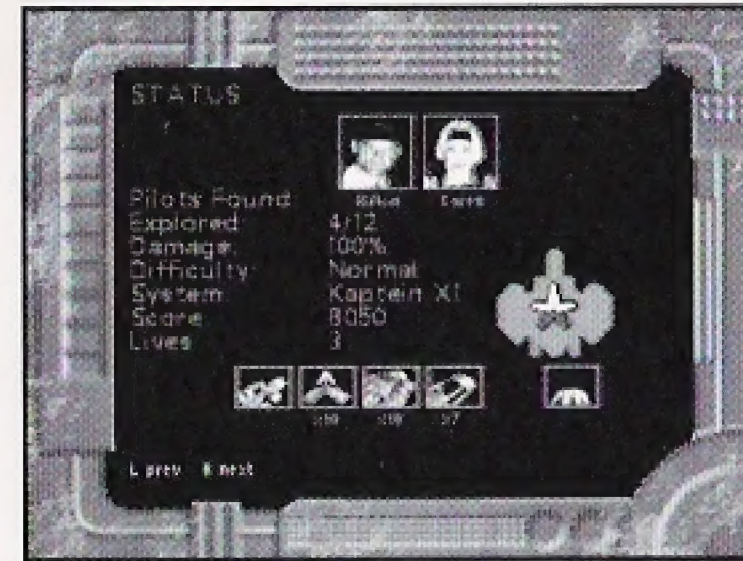 STATUS
Pilots Found:
Explored: 4/12
Damage: 100%
Difficulty: Normal
System: Kaptein X1
Score: 8050
Lives: 3
x7
L prev R next